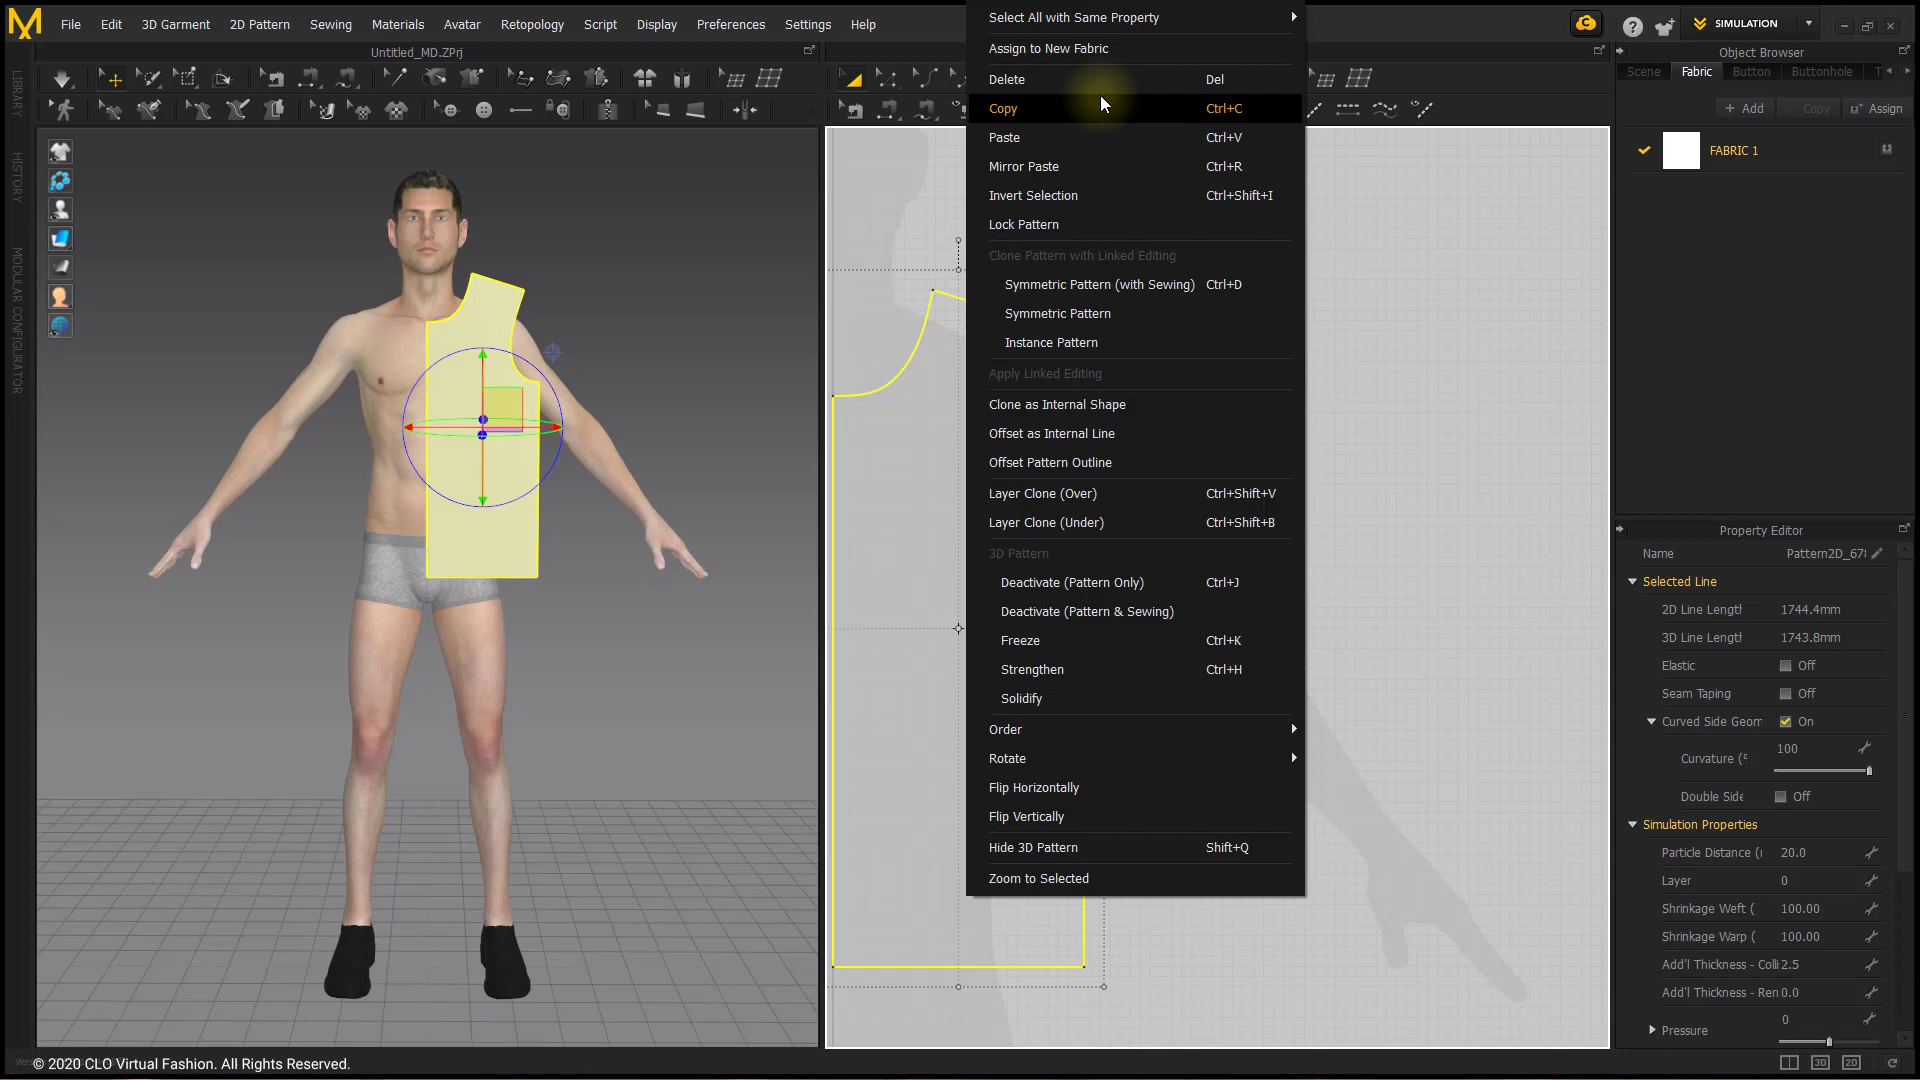 File
Edit
3D Garment
2D Pattern
Sewing
Materials
Avatar
Retopology
Script
Display
Preferences
Settings
Help
SIMULATION
Untitled_MD.ZPrj
LIBRARY
HISTORY
MODULAR CONFIGURATOR
Select All with Same Property
Assign to New Fabric
Delete Del
Copy Ctrl+C
Paste Ctrl+V
Mirror Paste Ctrl+R
Invert Selection Ctrl+Shift+I
Lock Pattern
Clone Pattern with Linked Editing
Symmetric Pattern (with Sewing) Ctrl+D
Symmetric Pattern
Instance Pattern
Apply Linked Editing
Clone as Internal Shape
Offset as Internal Line
Offset Pattern Outline
Layer Clone (Over) Ctrl+Shift+V
Layer Clone (Under) Ctrl+Shift+B
3D Pattern
Deactivate (Pattern Only) Ctrl+J
Deactivate (Pattern & Sewing)
Freeze Ctrl+K
Strengthen Ctrl+H
Solidify
Order
Rotate
Flip Horizontally
Flip Vertically
Hide 3D Pattern Shift+Q
Zoom to Selected
Object Browser
Scene Fabric Button Buttonhole T
+ Add Copy Assign
FABRIC 1
Property Editor
Name Pattern2D_678
Selected Line
2D Line Length 1744.4mm
3D Line Length 1743.8mm
Elastic Off
Seam Taping Off
Curved Side Geom On
100
Curvature (%
Double Side Off
Simulation Properties
Particle Distance (r 20.0
Layer 0
Shrinkage Weft ( 100.00
Shrinkage Warp ( 100.00
Add'l Thickness - Colli 2.5
Add'l Thickness - Ren 0.0
0
Pressure
3D
2D
© 2020 CLO Virtual Fashion. All Rights Reserved.